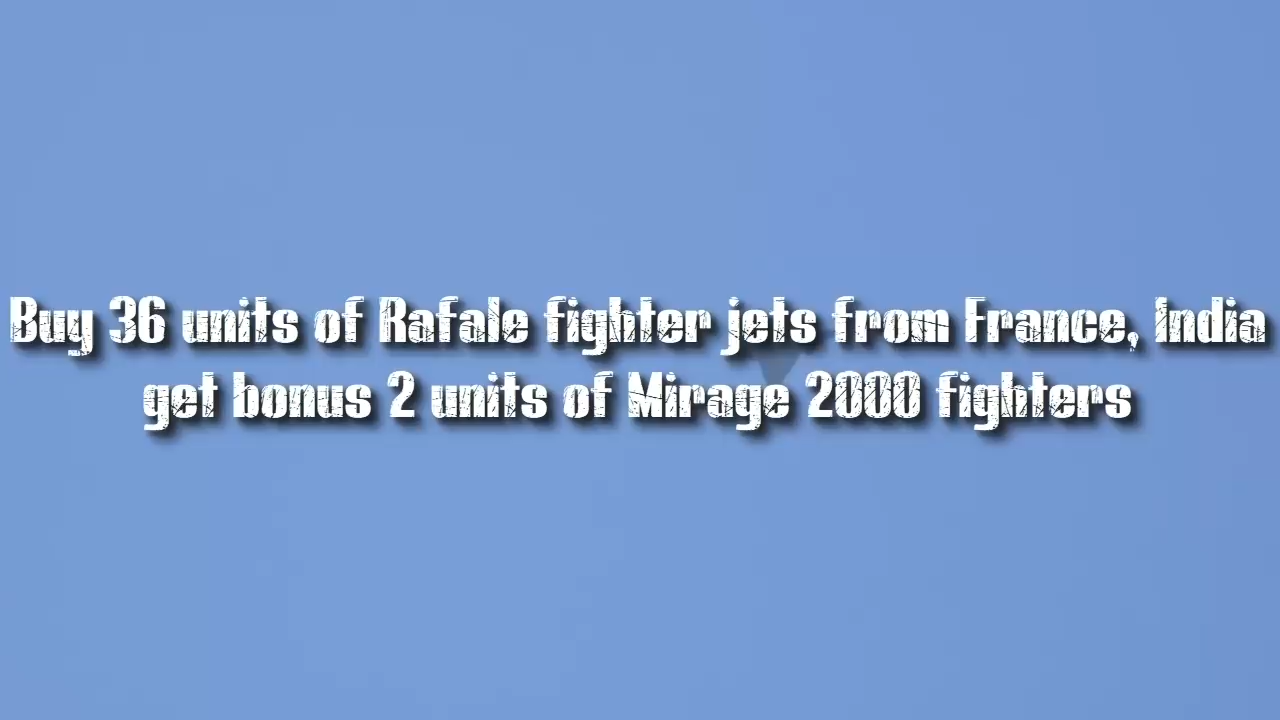 Buy 36 units of Rafale fighter jets from France, India
get bonus 2 units of Mirage 2000 fighters